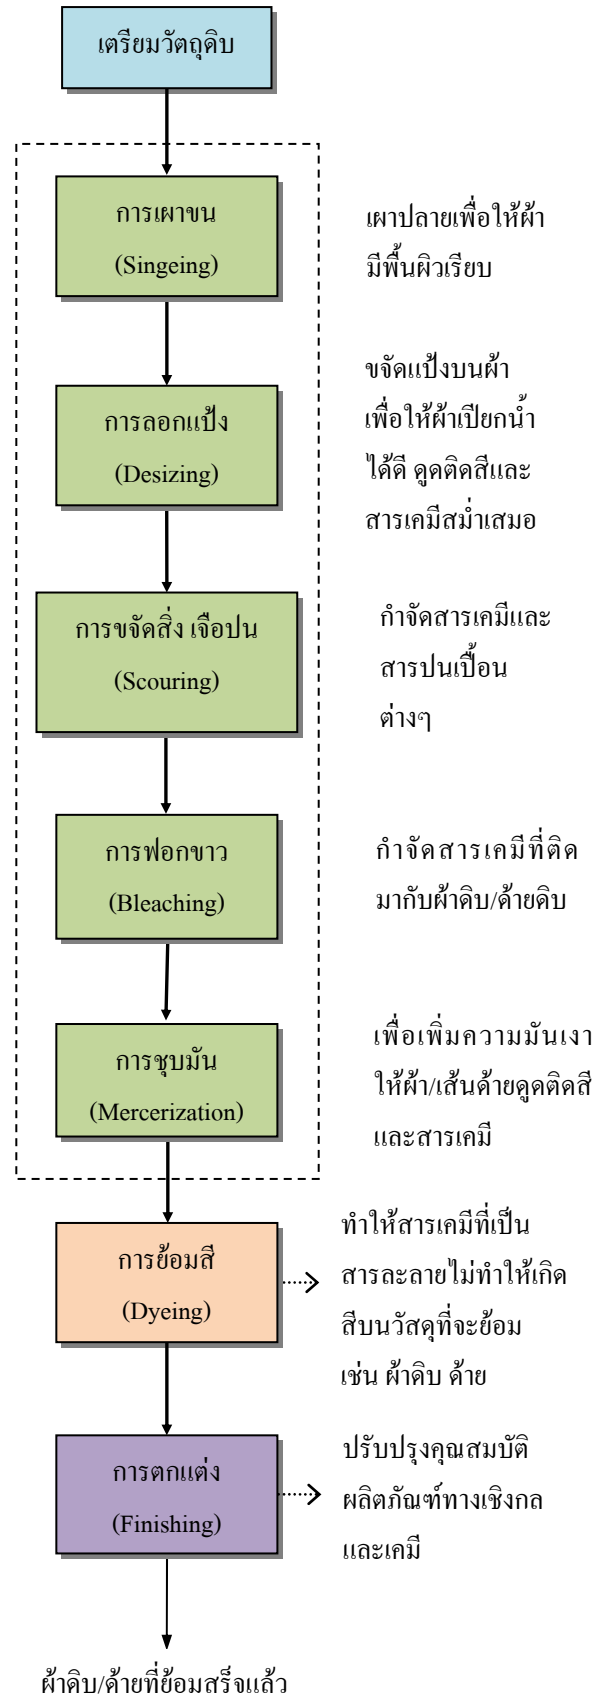 เตรียมวัตถุดิบ
การเผาขน
(Singeing)
เผาปลายเพื่อให้ผ้า
มีพื้นผิวเรียบ
การลอกแป้ง
(Desizing)
ขจัดแป้งบนผ้า
เพื่อให้ผ้าเปียกน้ำ
ได้ดี ดูดติดสีและ
สารเคมีสม่ำเสมอ
การขจัดสิ่ง เจือปน
(Scouring)
กำจัดสารเคมีและ
สารปนเปื้อน
ต่างๆ
การฟอกขาว
(Bleaching)
กำจัดสารเคมีที่ติด
มากับผ้าดิบ/ด้ายดิบ
การชุบมัน
(Mercerization)
เพื่อเพิ่มความมันเงา
ให้ผ้า/เส้นด้ายดูดติดสี
และสารเคมี
การย้อมสี
(Dyeing)
ทำให้สารเคมีที่เป็น
สารละลายไม่ทำให้เกิด
สีบนวัสดุที่จะย้อม
เช่น ผ้าดิบ ด้าย
การตกแต่ง
(Finishing)
ปรับปรุงคุณสมบัติ
ผลิตภัณฑ์ทางเชิงกล
และเคมี
ผ้าดิบ/ด้ายที่ย้อมสร็จแล้ว